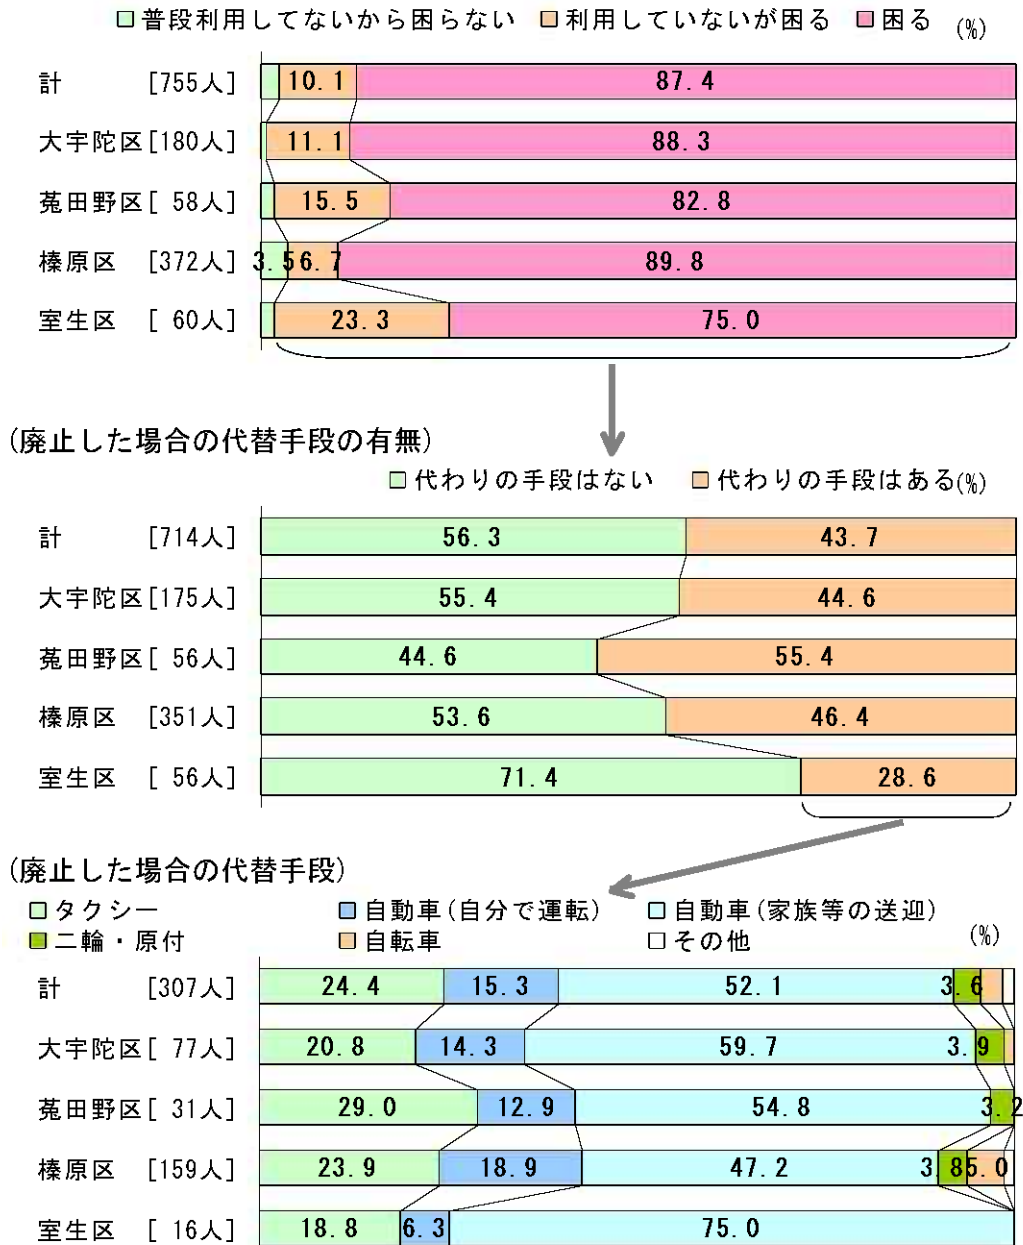 普段利用してないから困らない 利用していないが困る 困る (%)
計 [755人] 10.1 87.4
大宇陀区[180人] 11.1 88.3
菟田野区[ 58人] 15.5 82.8
榛原区 [372人] 3.5 6.7 89.8
室生区 [ 60人] 23.3 75.0
(廃止した場合の代替手段の有無)
代わりの手段はない 代わりの手段はある(%)
計 [714人] 56.3 43.7
大宇陀区[175人] 55.4 44.6
菟田野区[ 56人] 44.6 55.4
榛原区 [351人] 53.6 46.4
室生区 [ 56人] 71.4 28.6
(廃止した場合の代替手段)
タクシー 自動車(自分で運転) 自動車(家族等の送迎)
二輪・原付 自転車 その他 (%)
計 [307人] 24.4 15.3 52.1 3.6
大宇陀区[ 77人] 20.8 14.3 59.7 3.9
菟田野区[ 31人] 29.0 12.9 54.8 3.2
榛原区 [159人] 23.9 18.9 47.2 3.8 5.0
室生区 [ 16人] 18.8 6.3 75.0